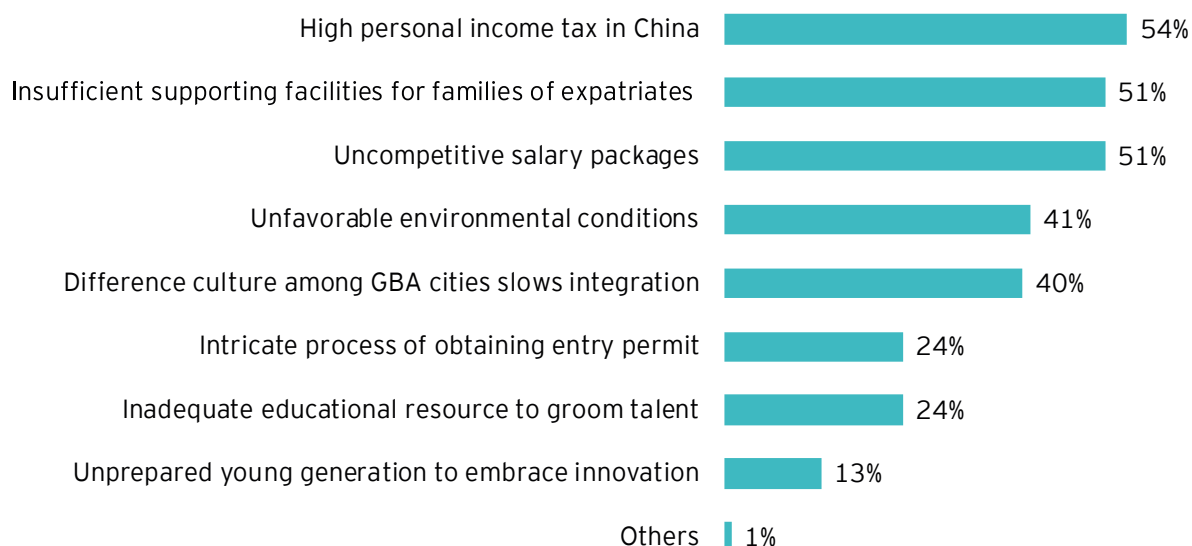 High personal income tax in China 54%
Insufficient supporting facilities for families of expatriates 51%
Uncompetitive salary packages 51%
Unfavorable environmental conditions 41%
Difference culture among GBA cities slows integration 40%
Intricate process of obtaining entry permit 24%
Inadequate educational resource to groom talent 24%
Unprepared young generation to embrace innovation 13%
Others 1%